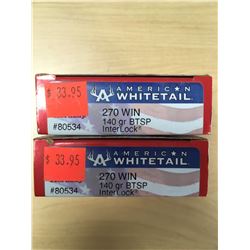 AMERICAN
WHITETAIL
$ 33.95
270 WIN
140 gr BTSP
InterLock®
#80534
AMERICAN
WHITETAIL
$ 33.95
270 WIN
140 gr BTSP
InterLock®
#80534